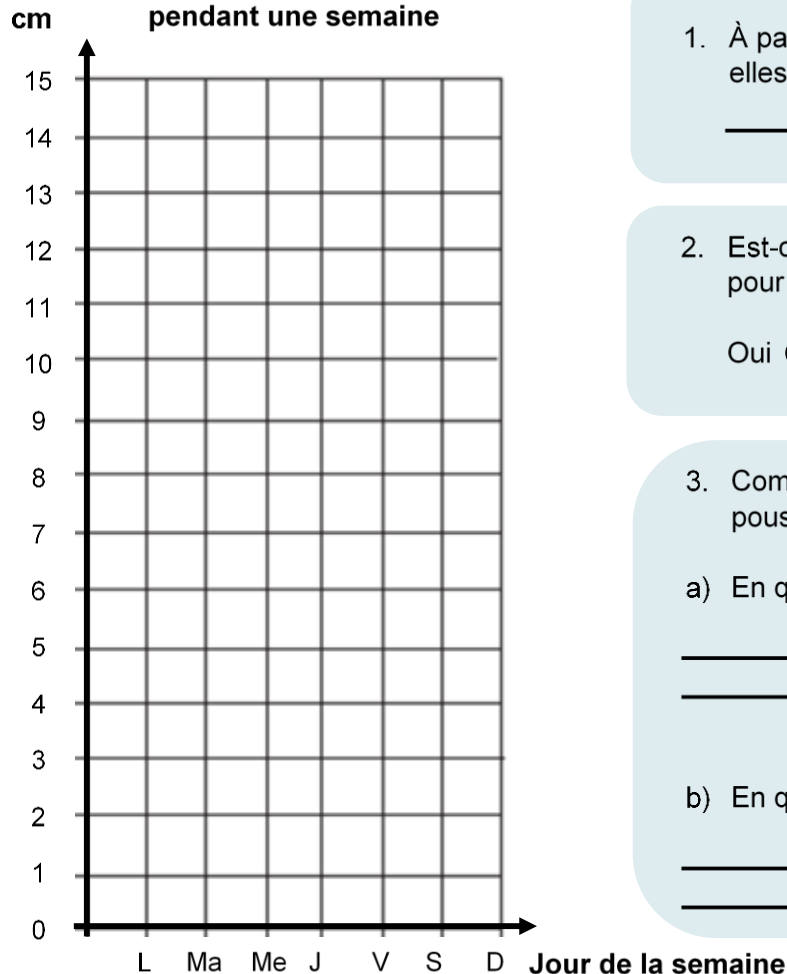 cm
pendant une semaine
15
14
13
12
11
10
9
8
7
6
5
4
3
2
1
0
L Ma Me J V S D Jour de la semaine
1. À pa
elles
2. Est-
pour
Oui
3. Com
pous
a) En q
b) En q